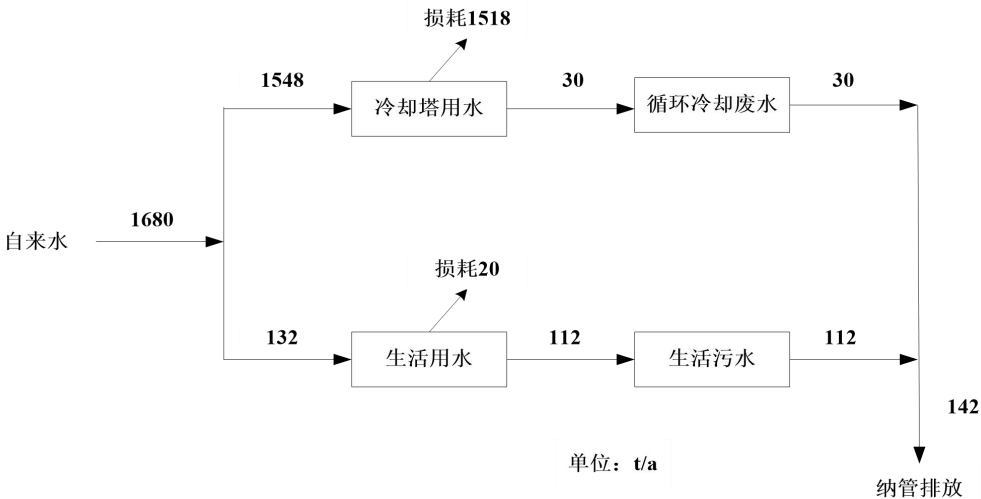 损耗1518
1548
冷却塔用水
30
循环冷却废水
30
自来水
1680
损耗20
132
生活用水
112
生活污水
112
142
单位：t/a
纳管排放